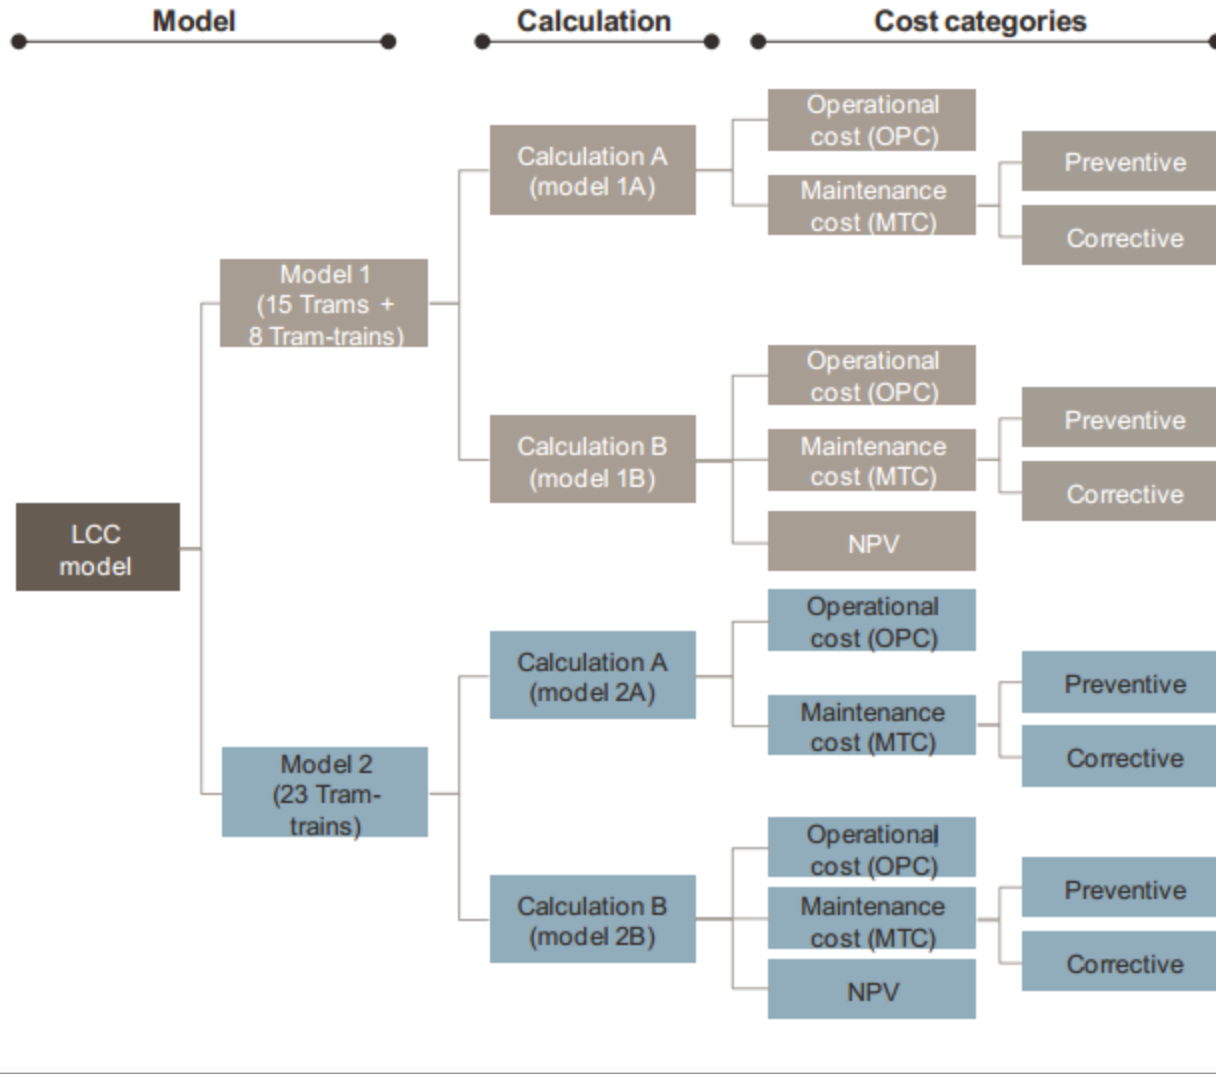 Model
Calculation
Cost categories
Operational
cost (OPC)
Calculation A
(model 1A)
Maintenance
cost (MTC)
Preventive
Corrective
Model 1
(15 Trams +
8 Tram-trains)
Operational
cost (OPC)
Calculation B
(model 1B)
Maintenance
cost (MTC)
Preventive
Corrective
NPV
LCC
model
Operational
cost (OPC)
Calculation A
(model 2A)
Maintenance
cost (MTC)
Preventive
Corrective
Model 2
(23 Tram-
trains)
Operational
cost (OPC)
Calculation B
(model 2B)
Maintenance
cost (MTC)
Preventive
Corrective
NPV